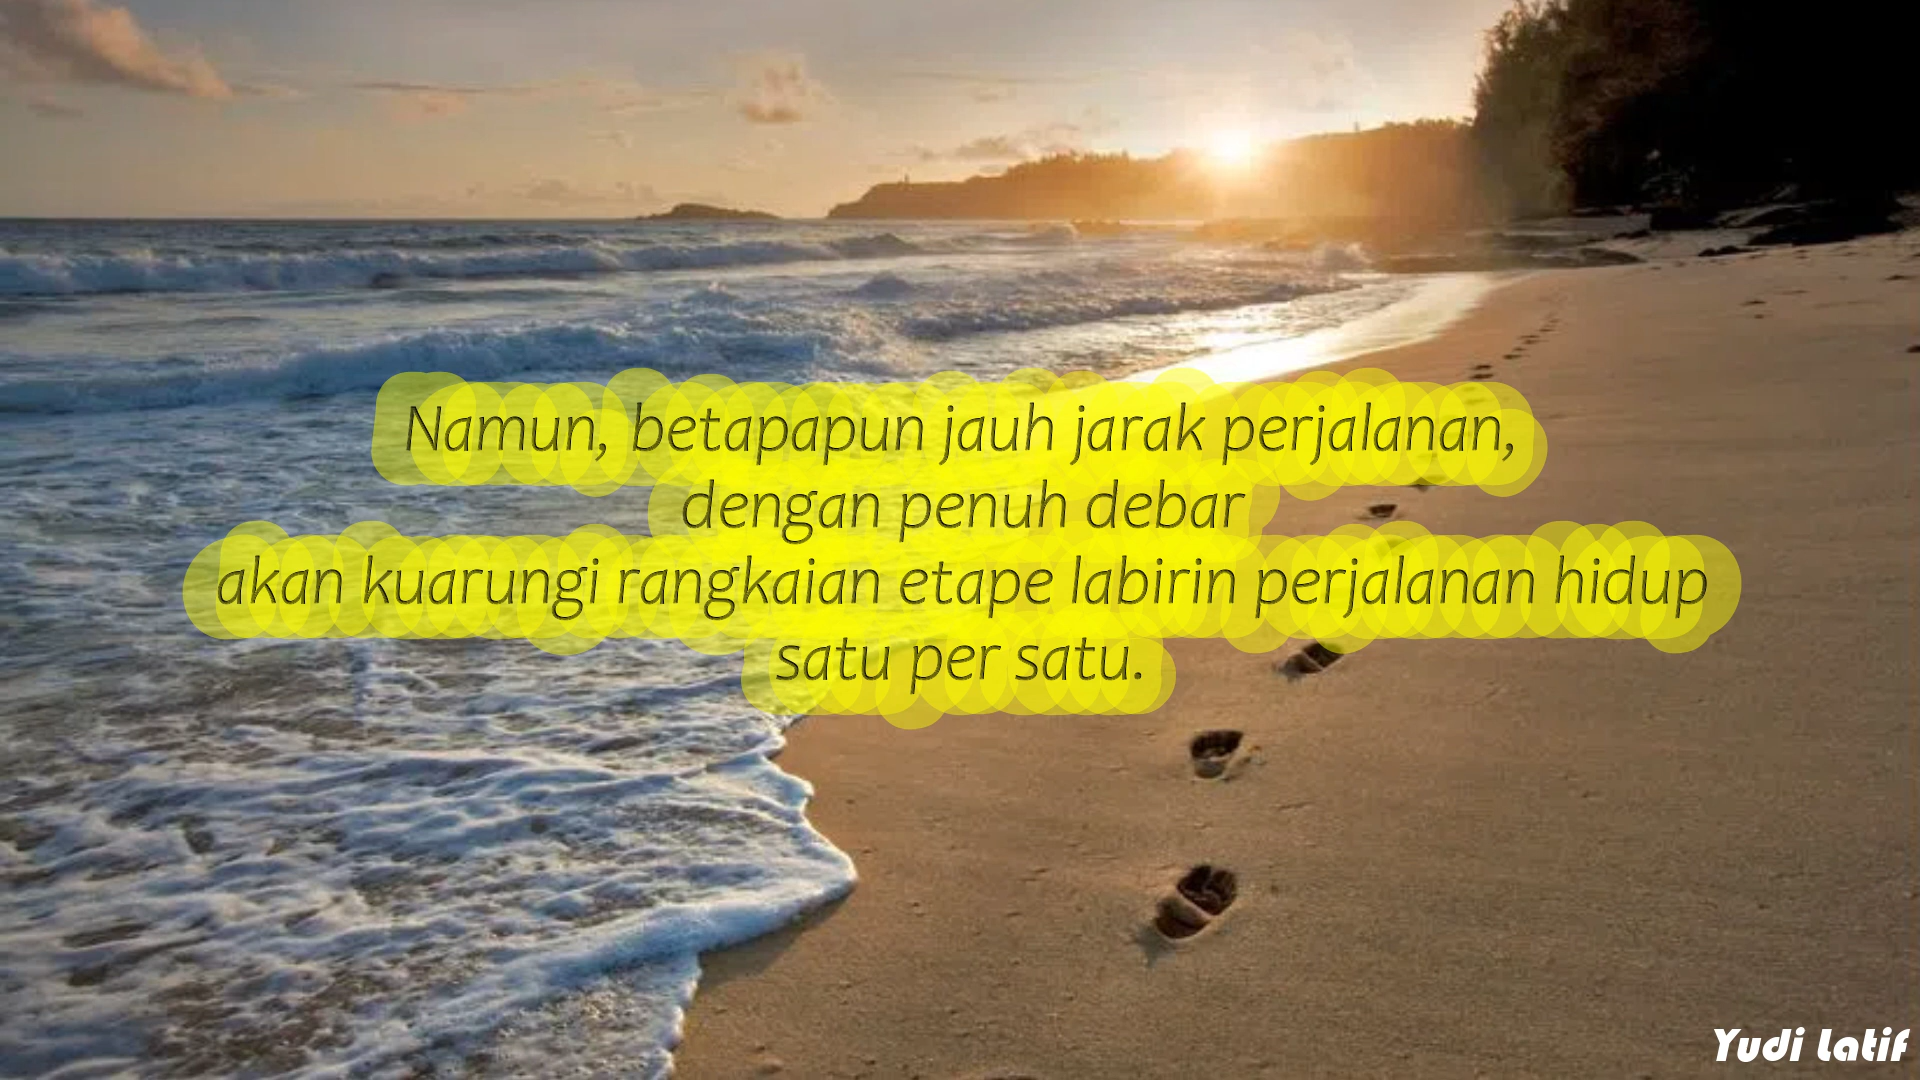 Namun, betapapun jauh jarak perjalanan,
dengan penuh debar
akan kuarungi rangkaian etape labirin perjalanan hidup
satu per satu.
Yudi Latif